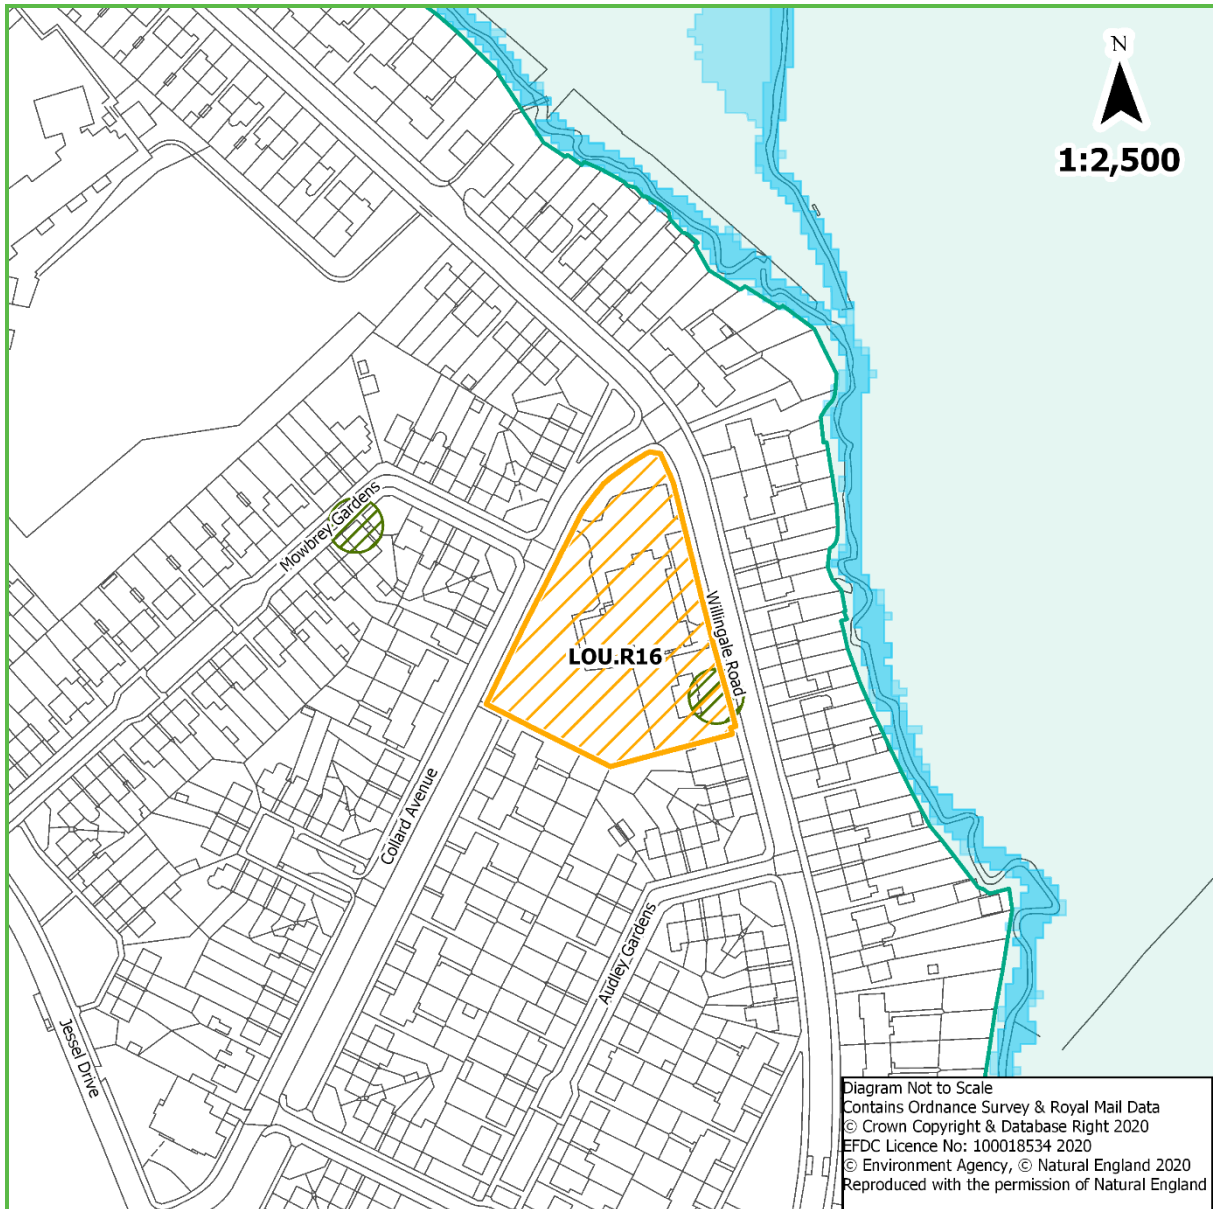 N
1:2,500
Mowbrey Gardens
Willingale Road
LOU.R16
Collard Avenue
Audley Gardens
Jessel Drive
Diagram Not to Scale
Contains Ordnance Survey & Royal Mail Data
© Crown Copyright & Database Right 2020
EFDC Licence No: 100018534 2020
© Environment Agency, © Natural England 2020
Reproduced with the permission of Natural England